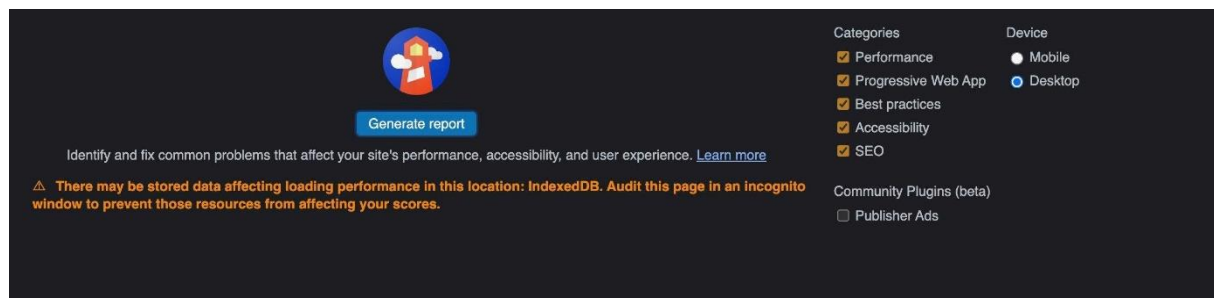 Generate report
Identify and fix common problems that affect your site's performance, accessibility, and user experience. Learn more
⚠ There may be stored data affecting loading performance in this location: IndexedDB. Audit this page in an incognito
window to prevent those resources from affecting your scores.
Categories
Performance
Progressive Web App
Best practices
Accessibility
SEO
Community Plugins (beta)
Publisher Ads
Device
Mobile
Desktop